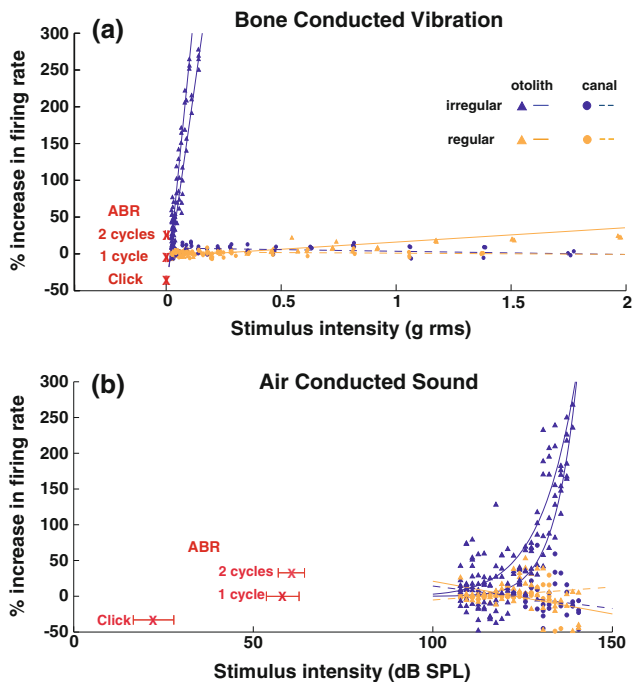 (a)
Bone Conducted Vibration
% increase in firing rate
300
250
200
150
100
50
0
-50
otolith canal
irregular
regular
ABR
2 cycles
1 cycle
Click
0 0.5 1 1.5 2
Stimulus intensity (g rms)
(b)
Air Conducted Sound
% increase in firing rate
300
250
200
150
100
50
0
-50
ABR
2 cycles
1 cycle
Click
0 50 100 150
Stimulus intensity (dB SPL)